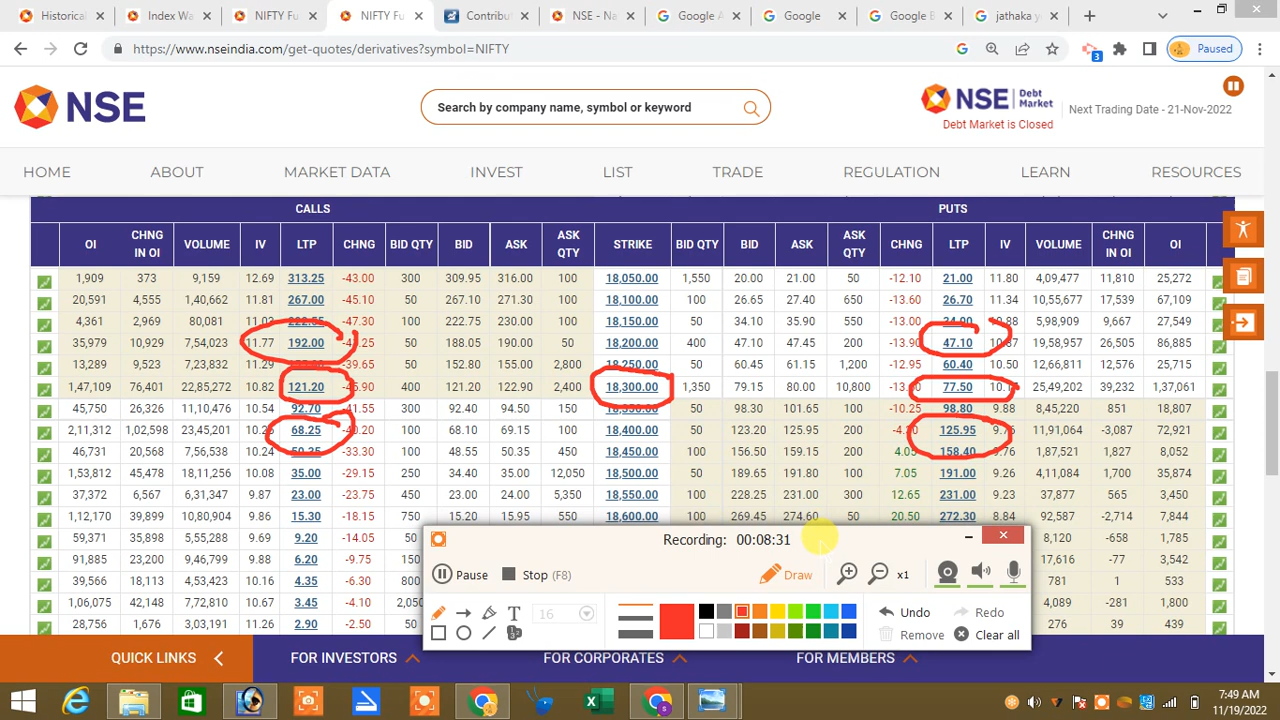 Historical
Index Wa
NIFTY Fu
NIFTY Fu
Contribut
NSE - Na
Google A
Google
Google B
jathaka y
https://www.nseindia.com/get-quotes/derivatives?symbol=NIFTY
3
Paused
NSE
Search by company name, symbol or keyword
NSE Debt Market
Debt Market is Closed
Next Trading Date - 21-Nov-2022
HOME ABOUT MARKET DATA INVEST LIST TRADE REGULATION LEARN RESOURCES
CALLS PUTS
OI CHNG IN OI VOLUME IV LTP CHNG BID QTY BID ASK ASK QTY STRIKE BID QTY BID ASK ASK QTY CHNG LTP IV VOLUME CHNG IN OI OI
1,909 373 9,159 12.69 313.25 -43.00 300 309.95 316.00 100 18,050.00 1,550 20.00 21.00 50 -12.10 21.00 11.80 4,09,477 11,810 25,272
20,591 4,555 1,40,662 11.81 267.00 -45.10 50 267.10 271.30 100 18,100.00 100 26.65 27.40 650 -13.60 26.70 11.34 10,55,677 17,539 67,109
4,361 2,969 80,081 -47.30 100 222.75 230.00 100 18,150.00 50 34.10 35.90 550 -13.00 34.00 5,98,909 9,667 27,549
35,979 10,929 7,54,023 11.77 192.00 100 188.05 190.00 50 18,200.00 400 47.10 47.45 200 -13.90 47.10 19,58,956 26,505 86,885
13,289 9,523 7,23,832 11.29 -39.65 50 154.00 18,250.00 50 60.10 61.45 1,200 -12.95 60.40 10.50 12,66,811 12,576 25,715
1,47,109 76,401 22,85,272 10.82 121.20 400 121.20 122.90 2,400 18,300.00 1,350 79.15 80.00 10,800 77.50 25,49,202 39,232 1,37,061
45,750 26,326 11,10,476 10.54 92.70 -41.55 300 92.40 94.50 150 18,350.00 50 98.30 101.65 100 -10.25 98.80 9.88 8,45,220 851 18,807
2,11,312 1,02,598 23,45,201 68.25 100 68.10 69.15 100 18,400.00 50 123.20 125.95 200 125.95 11,91,064 -3,087 72,921
46,731 20,568 7,56,538 10.24 50.35 -33.30 100 48.55 50.35 450 18,450.00 100 156.50 159.15 200 4.05 158.40 9.76 1,87,521 1,827 8,052
1,53,812 45,478 18,11,256 10.08 35.00 -29.15 250 34.40 35.00 12,050 18,500.00 50 189.65 191.80 100 7.05 191.00 9.26 4,11,084 1,700 35,874
37,372 6,567 6,31,347 9.87 23.00 -23.75 450 23.00 24.00 5,350 18,550.00 100 228.25 231.00 300 12.65 231.00 9.23 37,877 565 3,450
1,12,170 39,899 10,80,904 9.86 15.30 -18.15 750 15.20 15.95 550 18,600.00 100 269.45 274.60 50 20.50 272.30 8.84 92,587 -2,714 7,844
59,371 35,898 5,55,288 9.69 9.20 -14.05 100 8,120 -658 1,785
91,885 23,200 9,46,799 9.88 6.20 -9.75 150 17,616 -77 3,542
39,566 18,113 4,53,423 10.16 4.35 -6.30 800 781 1 533
1,06,075 42,148 7,72,810 10.67 3.45 -4.10 2,050 4,089 -281 1,800
28,756 1,676 3,03,191 11.26 2.90 -2.50 50 276 39 439
Recording: 00:08:31
Pause Stop (F8) Draw x1
T 16 Undo Redo
Remove Clear all
QUICK LINKS FOR INVESTORS FOR CORPORATES FOR MEMBERS
7:49 AM
11/19/2022